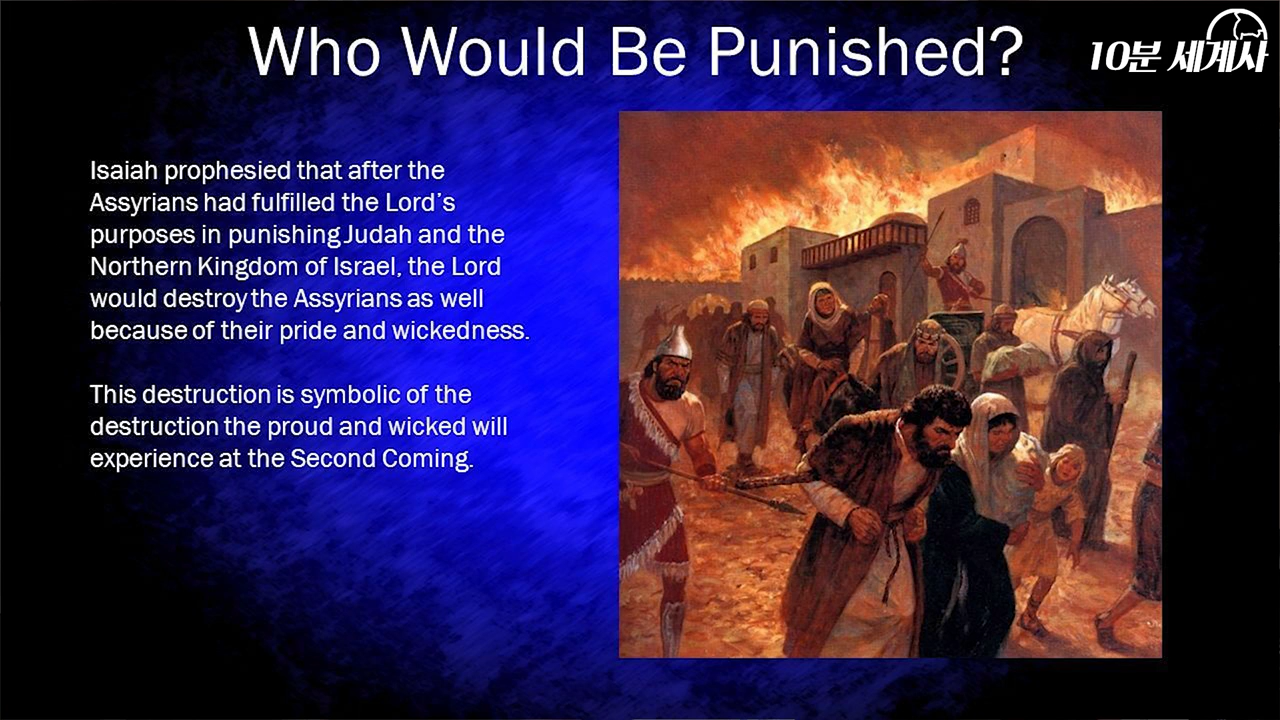 Who Would Be Punished?
10분 세계사
Isaiah prophesied that after the
Assyrians had fulfilled the Lord's
purposes in punishing Judah and the
Northern Kingdom of Israel, the Lord
would destroy the Assyrians as well
because of their pride and wickedness.
This destruction is symbolic of the
destruction the proud and wicked will
experience at the Second Coming.